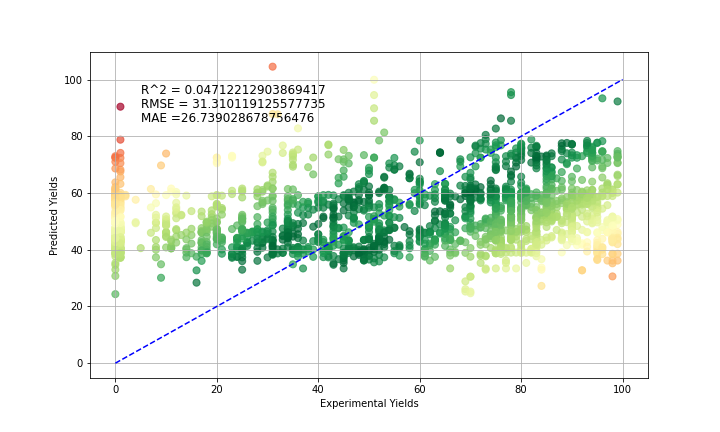 100
80
60
40
20
0
Predicted Yields
R^2 = 0.04712212903869417
RMSE = 31.310119125577735
MAE =26.739028678756476
0 20 40 60 80 100
Experimental Yields